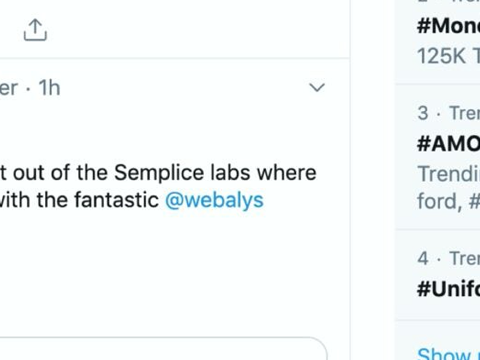 er · 1h
t out of the Semplice labs where
with the fantastic @webalys
#Mon
125K T
3 · Tre
#AMO
Trendi
ford, #
4 · Tre
#Unifo
Show